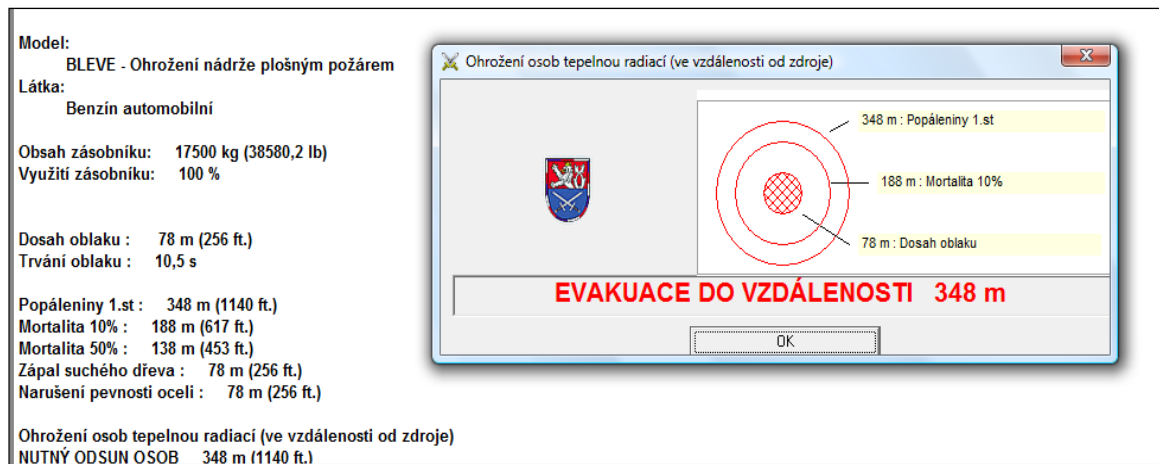 Model:
BLEVE - Ohrožení nádrže plošným požárem
Látka:
Benzín automobilní
Obsah zásobníku: 17500 kg (38580,2 lb)
Využití zásobníku: 100 %
Dosah oblaku : 78 m (256 ft.)
Trvání oblaku : 10,5 s
Popáleniny 1.st : 348 m (1140 ft.)
Mortalita 10% : 188 m (617 ft.)
Mortalita 50% : 138 m (453 ft.)
Zápal suchého dřeva : 78 m (256 ft.)
Narušení pevnosti oceli : 78 m (256 ft.)
Ohrožení osob tepelnou radiací (ve vzdálenosti od zdroje)
NUTNÝ ODSUN OSOB 348 m (1140 ft.)
Ohrožení osob tepelnou radiací (ve vzdálenosti od zdroje)
348 m : Popáleniny 1.st
188 m : Mortalita 10%
78 m : Dosah oblaku
EVAKUACE DO VZDÁLENOSTI 348 m
OK